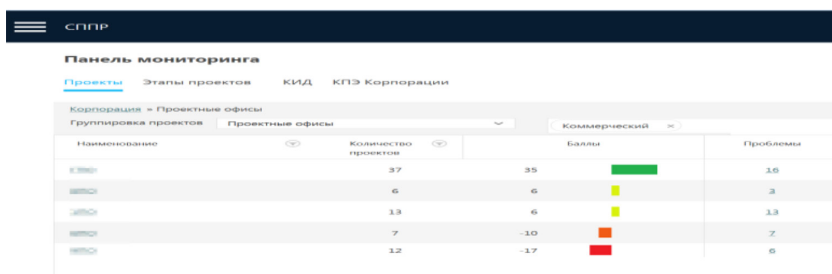 СППР
Панель мониторинга
Проекты Этапы проектов КИД КПЭ Корпорации
Корпорация » Проектные офисы
Группировка проектов Проектные офисы Коммерческий ×
Наименование Количество проектов Баллы Проблемы
37 35 16
6 6 3
13 6 13
7 -10 7
12 -17 6